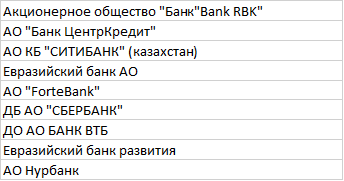 Акционерное общество "Банк"Bank RBK"
АО "Банк ЦентрКредит"
АО КБ "СИТИБАНК" (казахстан)
Евразийский банк АО
АО "ForteBank"
ДБ АО "СБЕРБАНК"
ДО АО БАНК ВТБ
Евразийский банк развития
АО Нурбанк